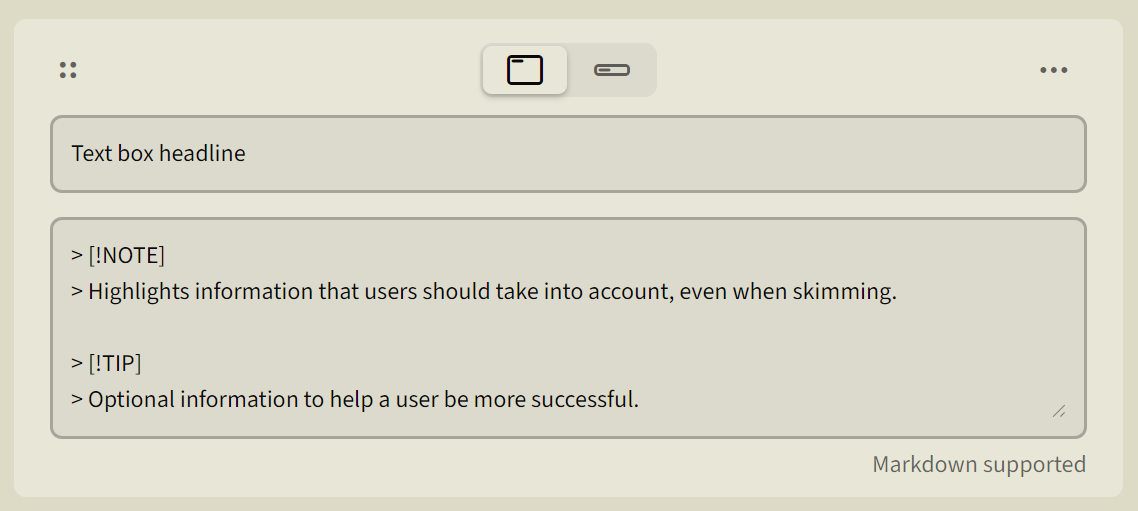 Text box headline
> [!NOTE]
> Highlights information that users should take into account, even when skimming.
> [!TIP]
> Optional information to help a user be more successful.
Markdown supported